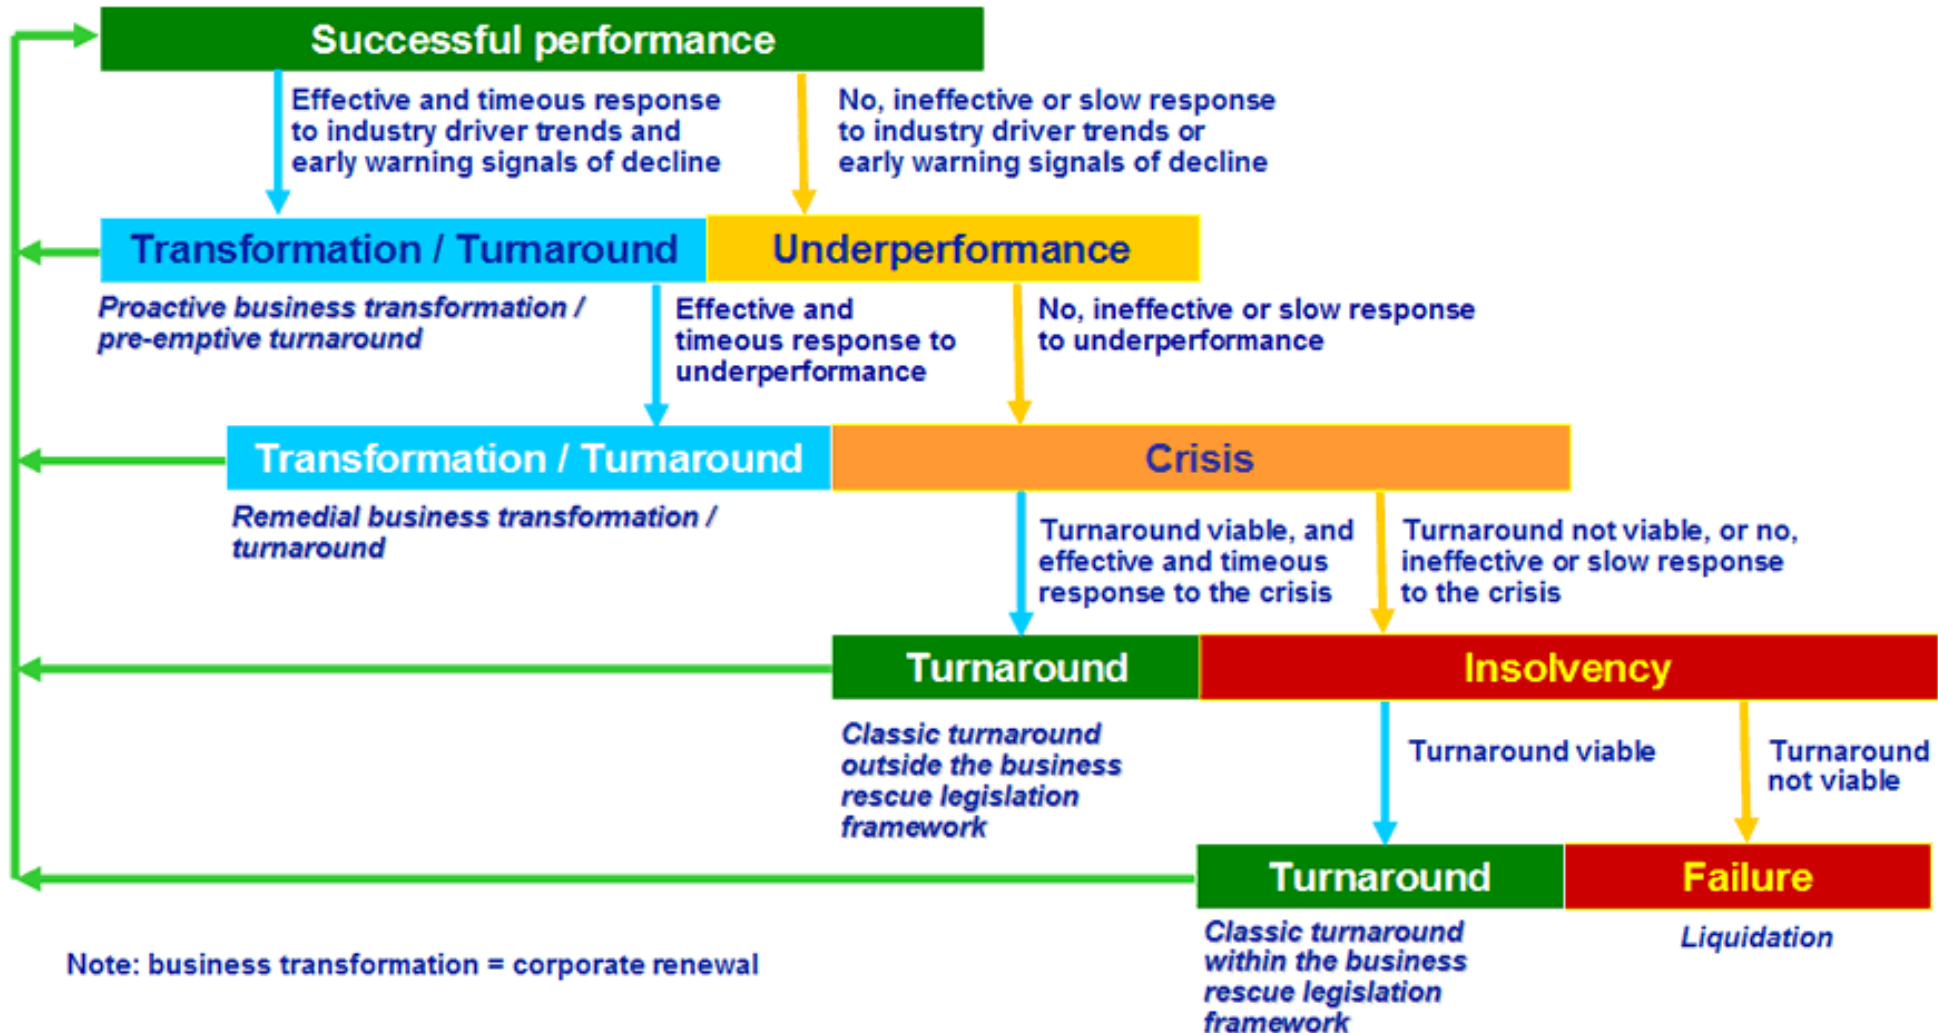 Successful performance
Effective and timeous response
to industry driver trends and
early warning signals of decline
No, ineffective or slow response
to industry driver trends or
early warning signals of decline
Transformation / Turnaround
Underperformance
Proactive business transformation /
pre-emptive turnaround
Effective and
timeous response to
underperformance
No, ineffective or slow response
to underperformance
Transformation / Turnaround
Crisis
Remedial business transformation /
turnaround
Turnaround viable, and
effective and timeous
response to the crisis
Turnaround not viable, or no,
ineffective or slow response
to the crisis
Turnaround
Insolvency
Classic turnaround
outside the business
rescue legislation
framework
Turnaround viable
Turnaround
not viable
Turnaround
Failure
Classic turnaround
within the business
rescue legislation
framework
Liquidation
Note: business transformation = corporate renewal